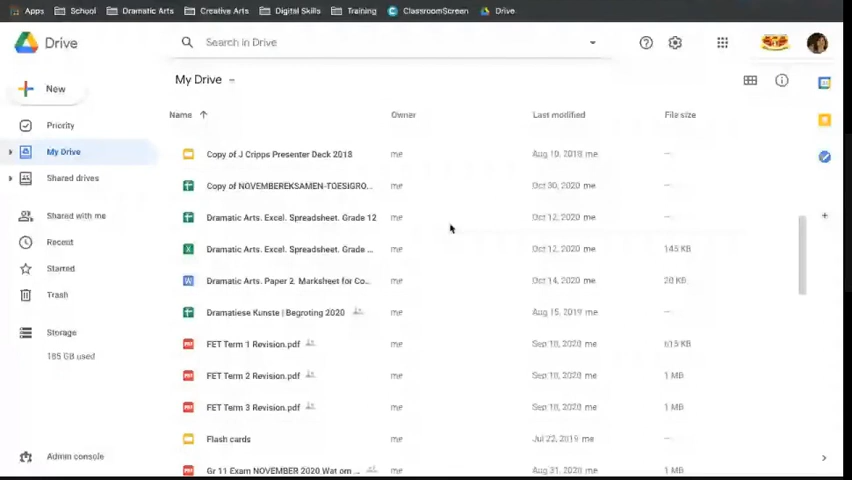 Apps School Dramatic Arts Creative Arts Digital Skills Training ClassroomScreen Drive
Drive Search in Drive
My Drive
New
Name Owner Last modified File size
Priority
My Drive
Shared drives
Shared with me
Recent
Starred
Trash
Storage
185 GB used
Admin console
Copy of J Cripps Presenter Deck 2018 me Aug 10, 2018 me —
Copy of NOVEMBEREKSAMEN-TOESIGRO... me Oct 30, 2020 me —
Dramatic Arts. Excel. Spreadsheet. Grade 12 me Oct 12, 2020 me —
Dramatic Arts. Excel. Spreadsheet. Grade ... me Oct 12, 2020 me 145 KB
Dramatic Arts. Paper 2. Marksheet for Co... me Oct 14, 2020 me 20 KB
Dramatiese Kunste | Begroting 2020 me Aug 15, 2019 me —
FET Term 1 Revision.pdf me Sep 18, 2020 me 615 KB
FET Term 2 Revision.pdf me Sep 18, 2020 me 1 MB
FET Term 3 Revision.pdf me Sep 18, 2020 me 1 MB
Flash cards me Jul 22, 2019 me —
Gr 11 Exam NOVEMBER 2020 Wat om ... me Aug 31, 2020 me 1 MB